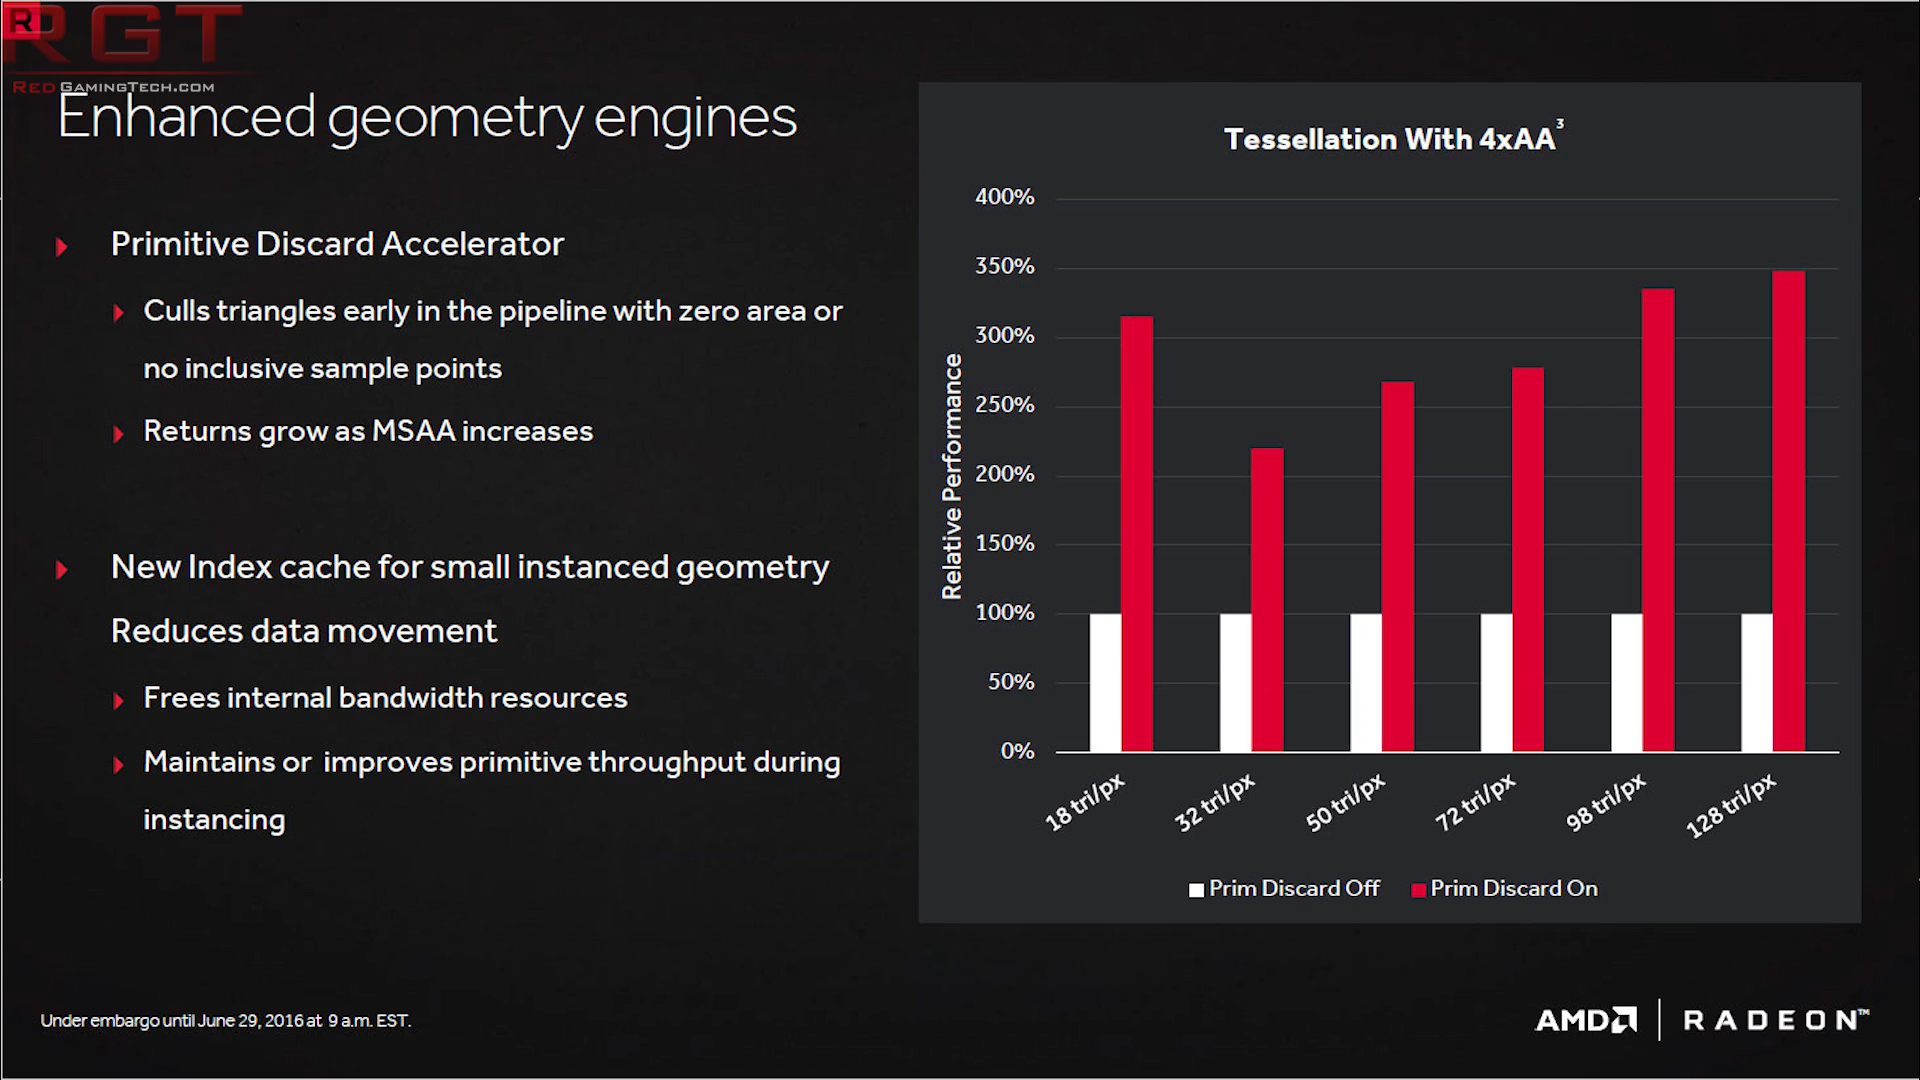 RGT
REDGAMINGTECH.COM
Enhanced geometry engines
Primitive Discard Accelerator
Culls triangles early in the pipeline with zero area or
no inclusive sample points
Returns grow as MSAA increases
New Index cache for small instanced geometry
Reduces data movement
Frees internal bandwidth resources
Maintains or improves primitive throughput during
instancing
Tessellation With 4xAA³
Relative Performance
400%
350%
300%
250%
200%
150%
100%
50%
0%
18 tri/px
32 tri/px
50 tri/px
72 tri/px
98 tri/px
128 tri/px
Prim Discard Off
Prim Discard On
Under embargo until June 29, 2016 at 9 a.m. EST.
AMD
RADEON™